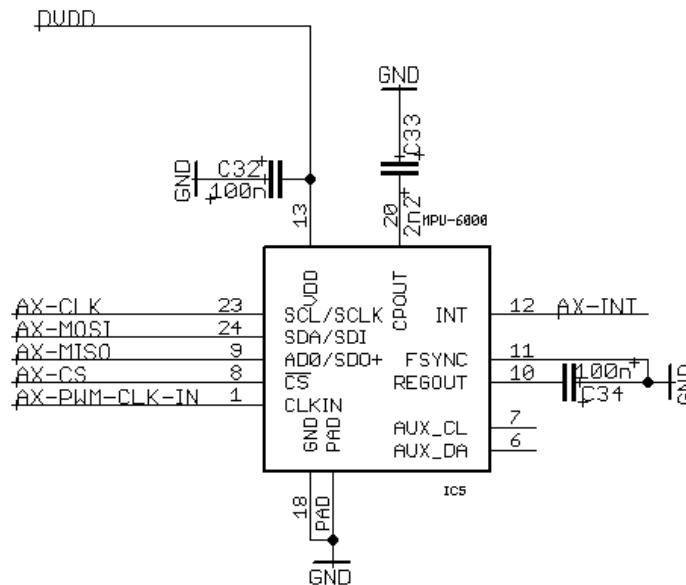 DVDD
GND
C33
C32
GND
100n
13
20
2n2
MPU-6000
VDD
CPOUT
AX-CLK 23 SCL/SCLK INT 12 AX-INT
AX-MOSI 24 SDA/SDI
AX-MISO 9 AD0/SDO FSYNC 11
AX-CS 8 CS REGOUT 10 100n
C34
GND
AX-PWM-CLK-IN 1 CLKIN
GND
PAD
AUX_CL 7
AUX_DA 6
IC5
18
PAD
GND